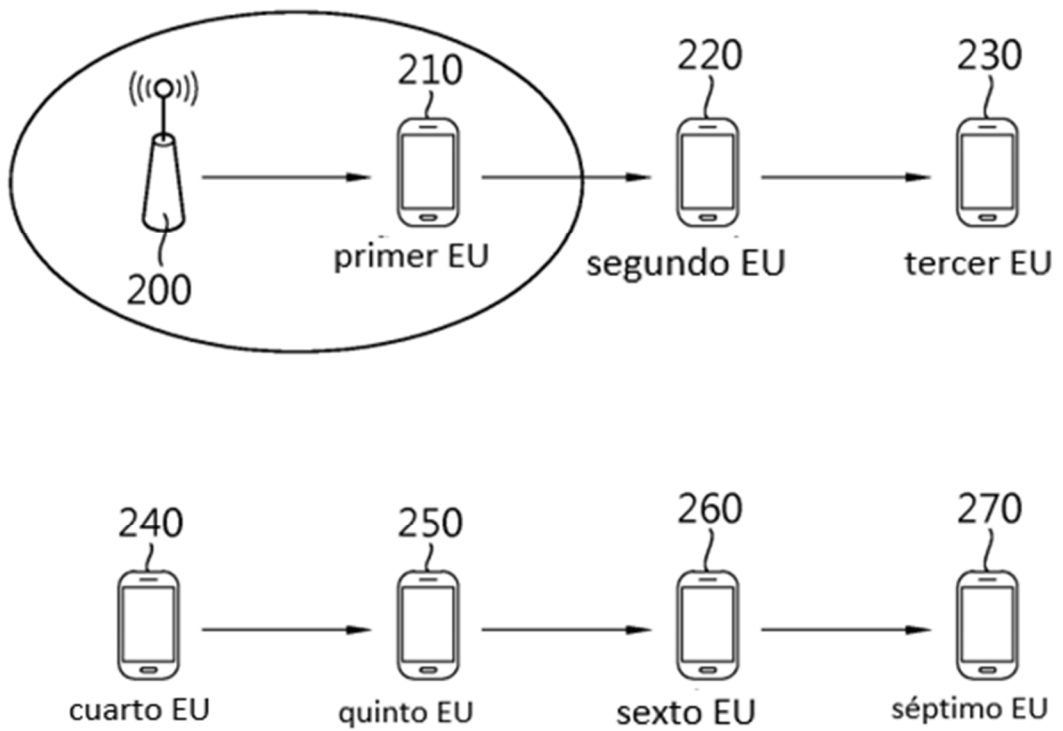 210
220
230
200
primer EU
segundo EU
tercer EU
240
250
260
270
cuarto EU
quinto EU
sexto EU
séptimo EU